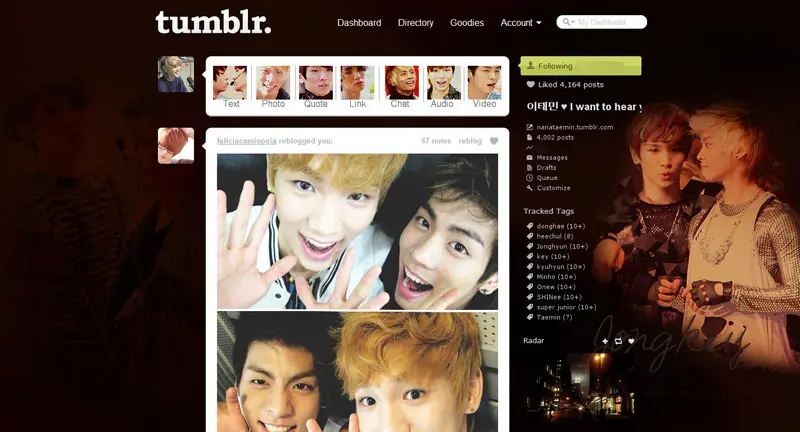 tumblr.
Dashboard Directory Goodies Account
My Dashboard
Text Photo Quote Link Chat Audio Video
Following
Liked 4,164 posts
이태민 ♥ I want to hear y
nanataemin.tumblr.com
4,002 posts
Messages
Drafts
Queue
Customize
feliciacassiopeia reblogged you: 57 notes reblog
Tracked Tags
donghae (10+)
heechul (8)
Jonghyun (10+)
key (10+)
kyuhyun (10+)
Minho (10+)
Onew (10+)
SHINee (10+)
super junior (10+)
Taemin (7)
Jongkey
Radar